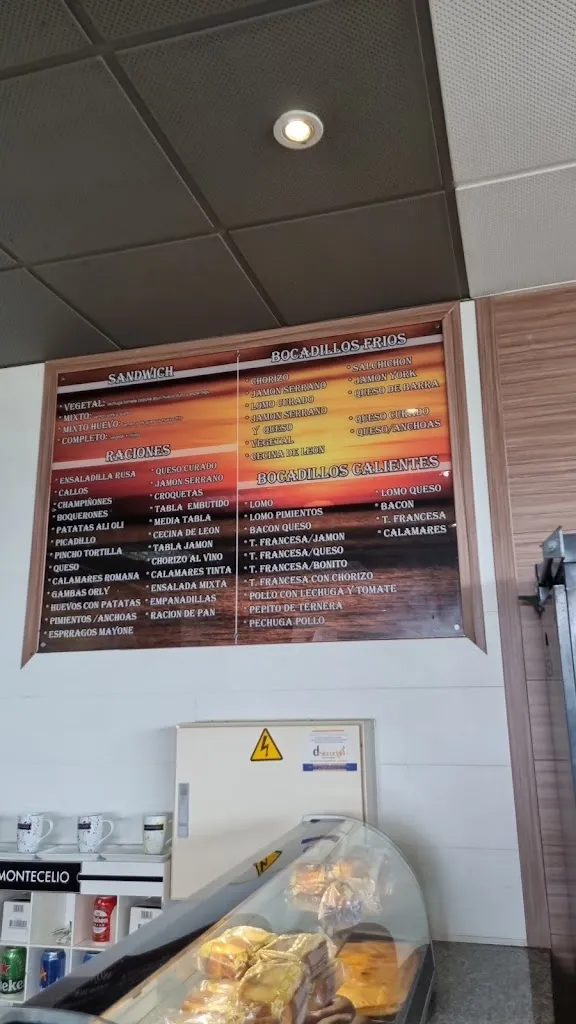 SANDWICH
* VEGETAL:
* MIXTO:
* MIXTO HUEVO:
* COMPLETO:
RACIONES
* ENSALADILLA RUSA
* CALLOS
* CHAMPIÑONES
* BOQUERONES
* PATATAS ALI OLI
* PICADILLO
* PINCHO TORTILLA
* QUESO
* CALAMARES ROMANA
* GAMBAS ORLY
* HUEVOS CON PATATAS
* PIMIENTOS /ANCHOAS
* ESPRRAGOS MAYONE
* QUESO CURADO
* JAMON SERRANO
* CROQUETAS
* TABLA EMBUTIDO
* MEDIA TABLA
* CECINA DE LEON
* TABLA JAMON
* CHORIZO AL VINO
* CALAMARES TINTA
* ENSALADA MIXTA
* EMPANADILLAS
* RACION DE PAN
BOCADILLOS FRIOS
* CHORIZO
* JAMON SERRANO
* LOMO CURADO
* JAMON SERRANO
Y QUESO
* VEGETAL
* CECINA DE LEON
* SALCHICHON
* JAMON YORK
* QUESO DE BARRA
* QUESO CURADO
* QUESO/ANCHOAS
BOCADILLOS CALIENTES
* LOMO
* LOMO PIMIENTOS
* BACON QUESO
* T. FRANCESA/JAMON
* T. FRANCESA/QUESO
* T. FRANCESA/BONITO
* T. FRANCESA CON CHORIZO
* POLLO CON LECHUGA Y TOMATE
* PEPITO DE TERNERA
* PECHUGA POLLO
* LOMO QUESO
* BACON
* T. FRANCESA
* CALAMARES
MONTECELIO